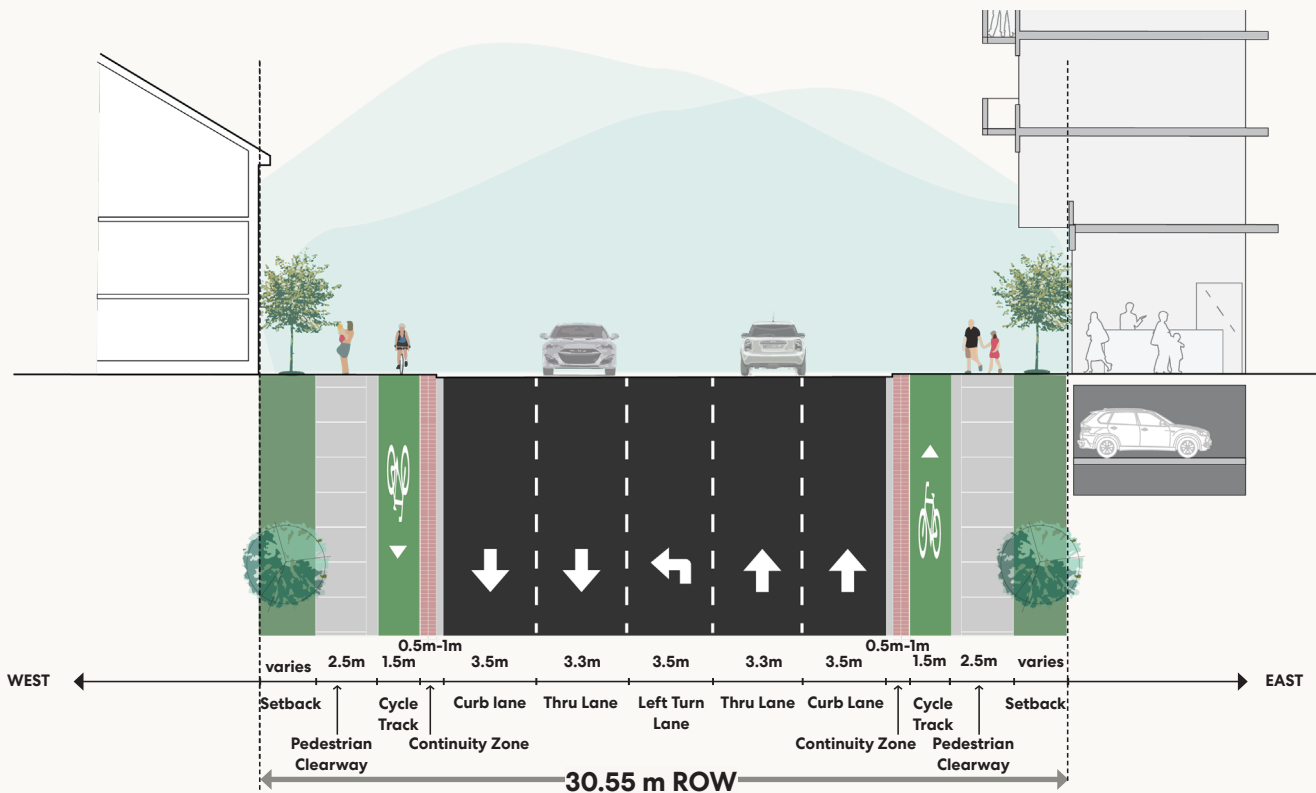 0.5m-1m
0.5m-1m
varies 2.5m 1.5m 3.5m 3.3m 3.5m 3.3m 3.5m 1.5m 2.5m varies
WEST
EAST
Setback
Cycle
Track
Curb lane
Thru Lane
Left Turn
Lane
Thru Lane
Curb Lane
Cycle
Track
Setback
Pedestrian
Clearway
Continuity Zone
Continuity Zone
Pedestrian
Clearway
30.55 m ROW